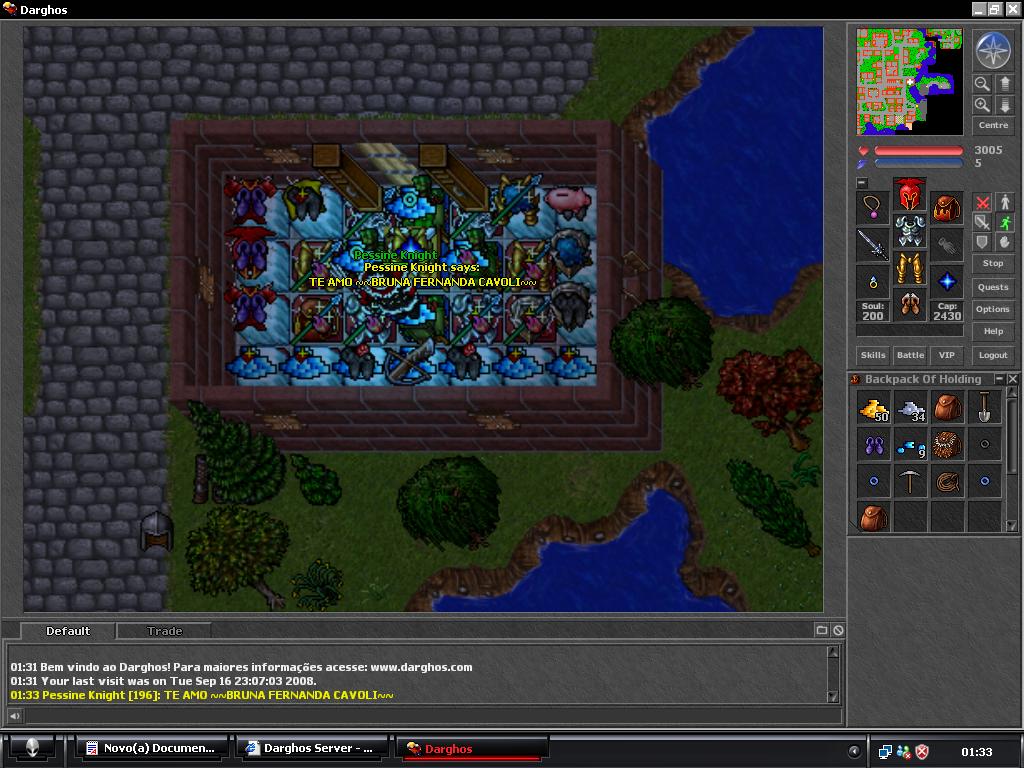 Darghos
Pessine Knight
Pessine Knight says:
TE AMO ~~BRUNA FERNANDA CAVOLI~~
Centre
3005
5
Soul:
200
Cap:
2430
Stop
Quests
Options
Help
Skills
Battle
VIP
Logout
Backpack Of Holding
50
34
9
Default
Trade
01:31 Bem vindo ao Darghos! Para maiores informações acesse: www.darghos.com
01:31 Your last visit was on Tue Sep 16 23:07:03 2008.
01:33 Pessine Knight [196]: TE AMO ~~BRUNA FERNANDA CAVOLI~~
Novo(a) Documen...
Darghos Server - ...
Darghos
01:33